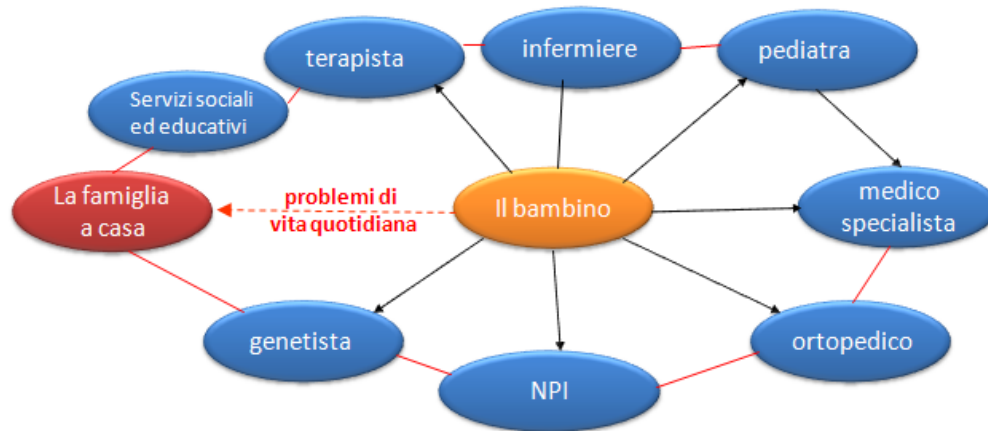 infermiere
terapista
pediatra
Servizi sociali
ed educativi
La famiglia
a casa
problemi di
vita quotidiana
Il bambino
medico
specialista
genetista
ortopedico
NPI